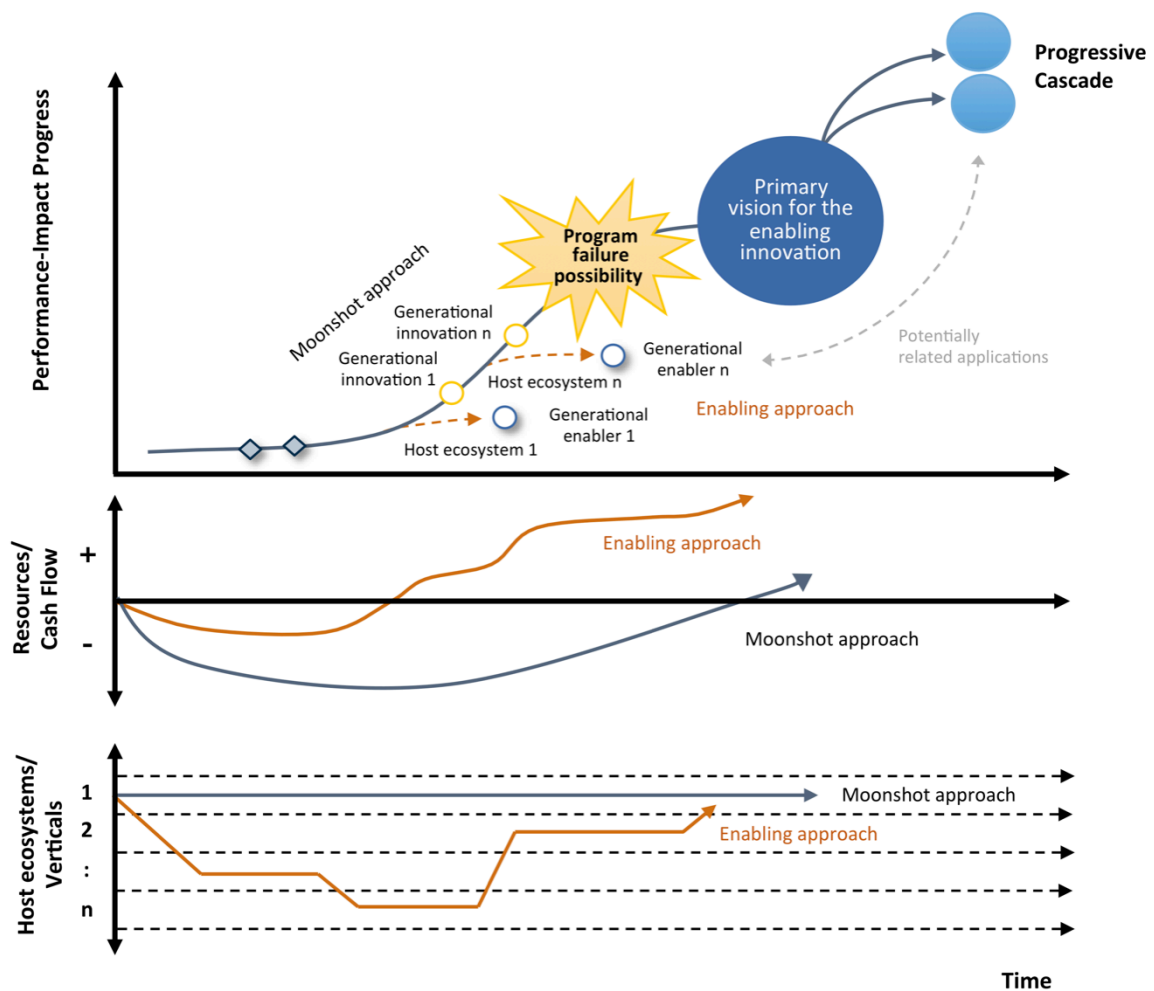 Progressive
Cascade
Performance-Impact Progress
Primary
vision for the
enabling
innovation
Program
failure
possibility
Moonshot approach
Generational
innovation n
Generational
innovation 1
Potentially
related applications
Generational
enabler n
Host ecosystem n
Enabling approach
Generational
enabler 1
Host ecosystem 1
Resources/
Cash Flow
+
-
Enabling approach
Moonshot approach
Host ecosystems/
Verticals
1
2
:
n
Moonshot approach
Enabling approach
Time